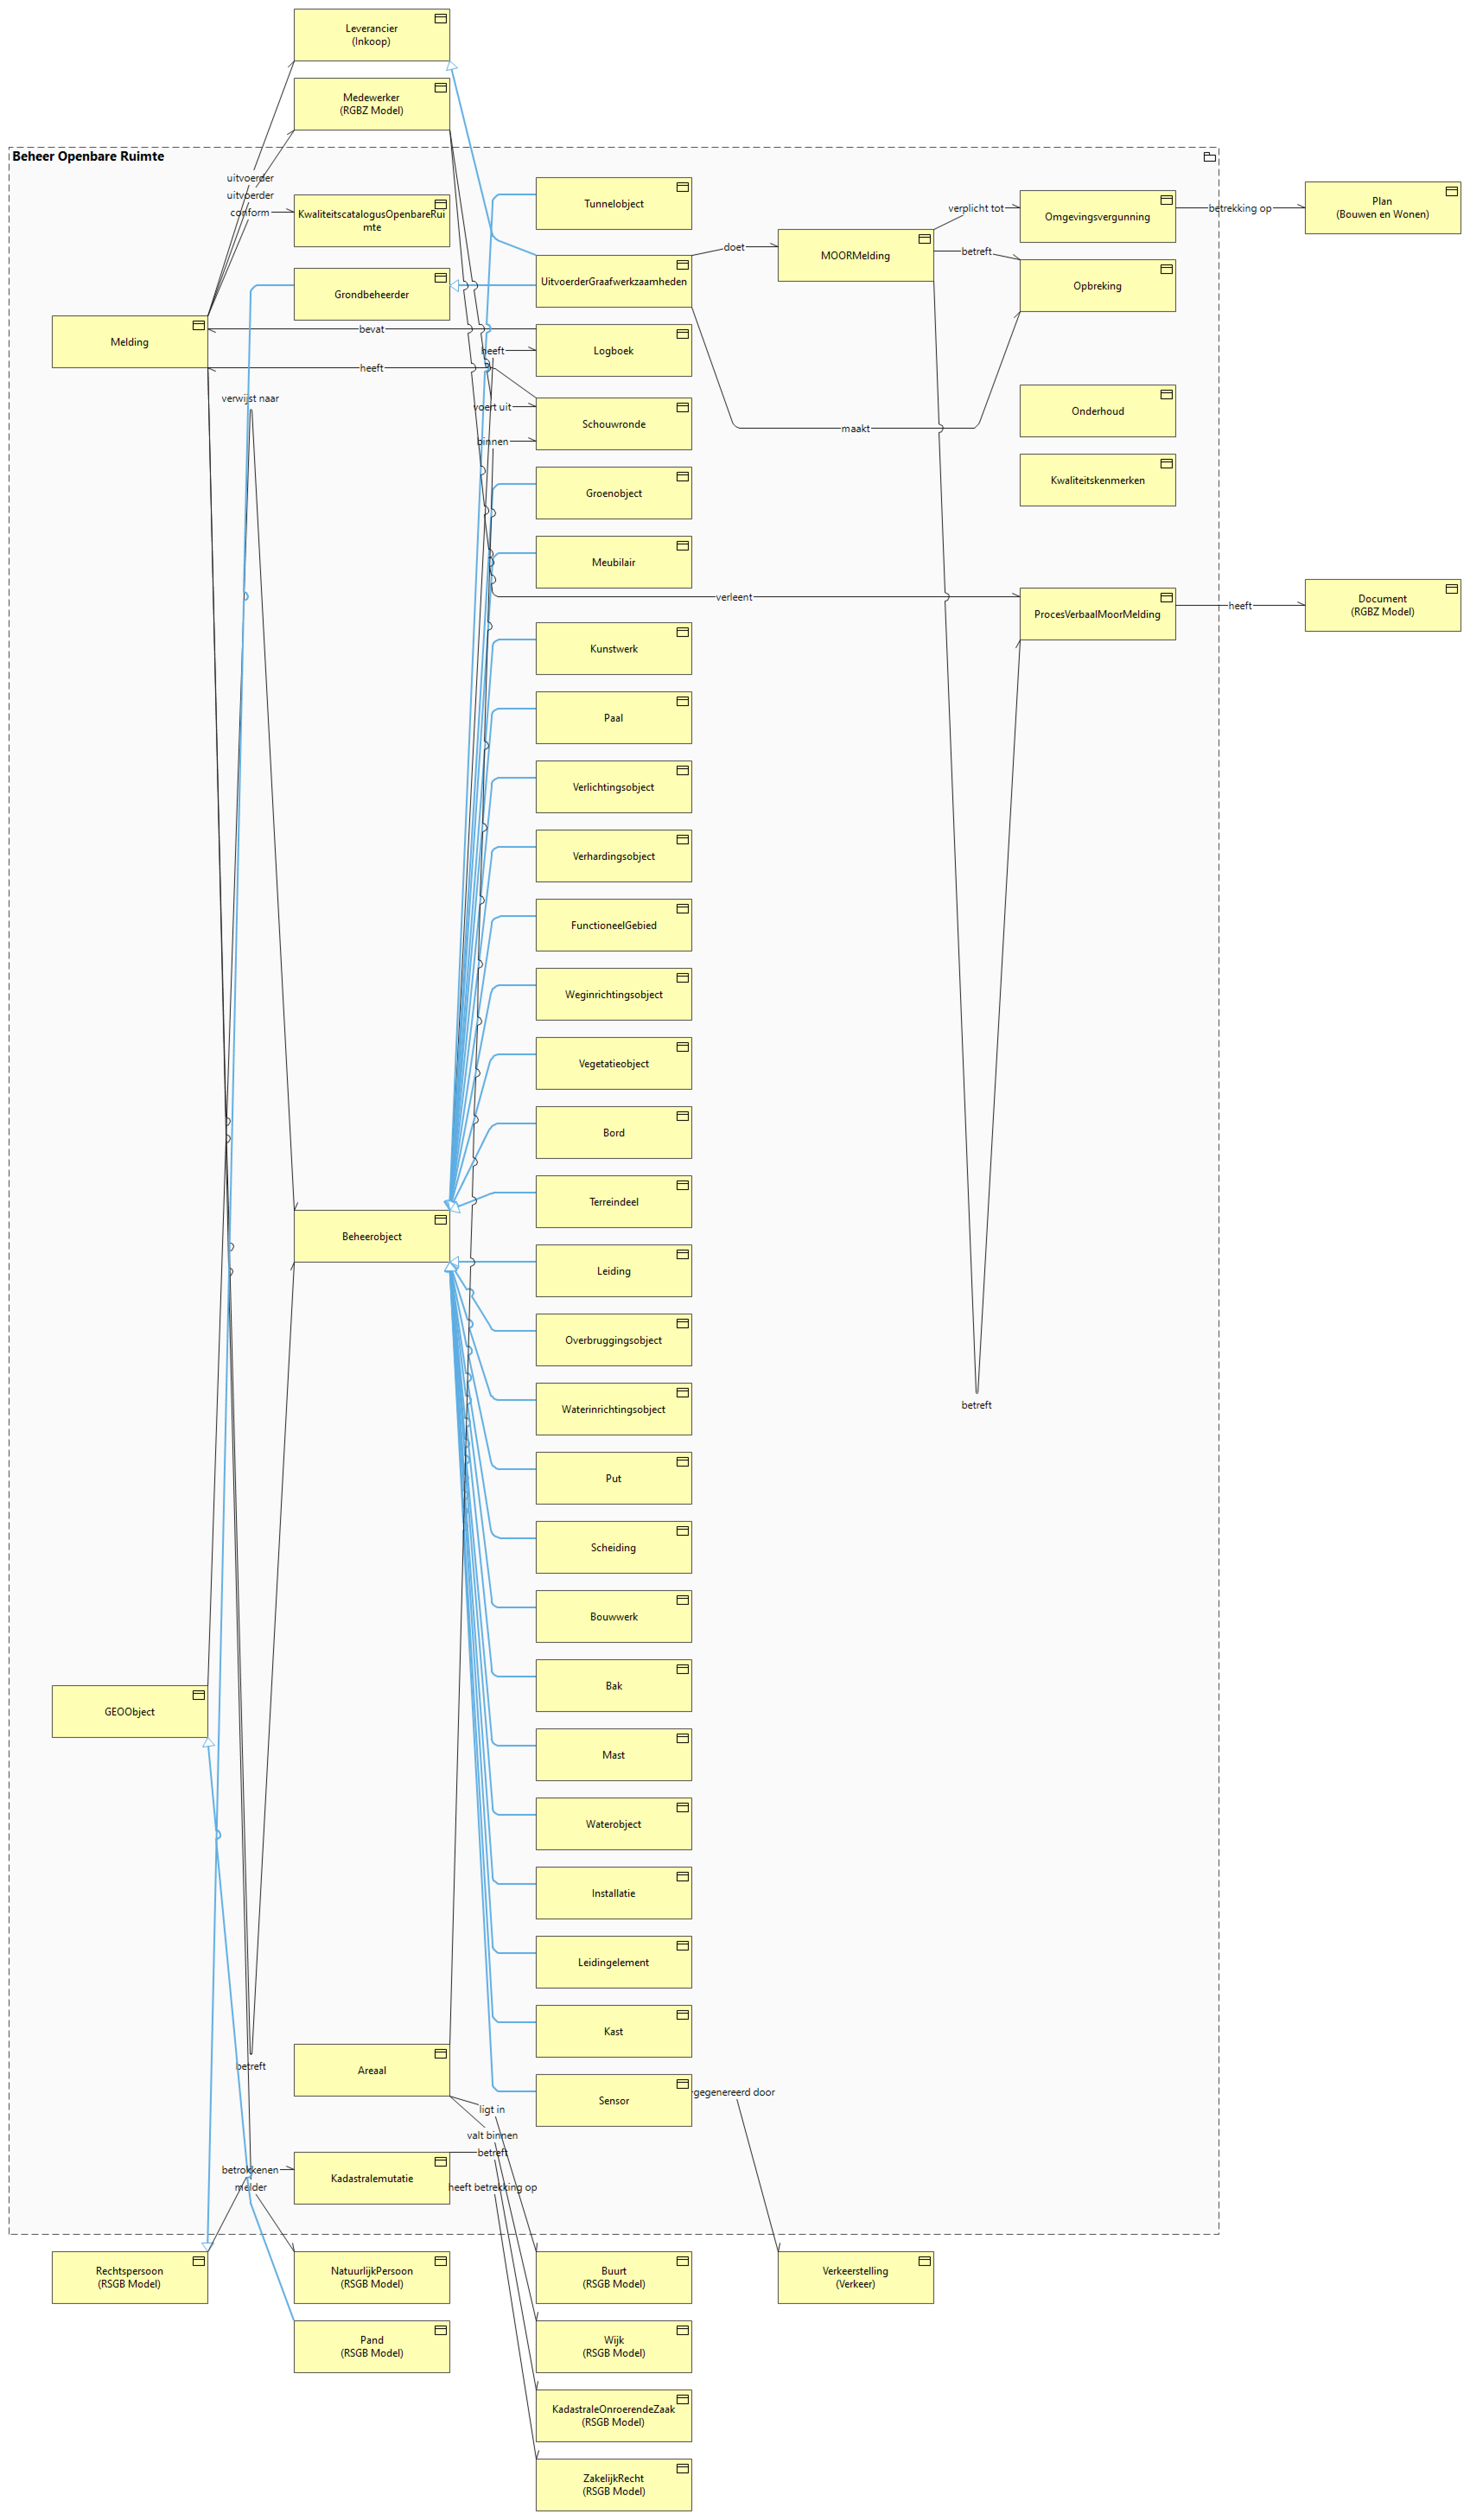 Leverancier
(Inkoop)
Medewerker
(RGBZ Model)
Beheer Openbare Ruimte
uitvoerder
uitvoerder
conform
KwaliteitscatalogusOpenbareRui
mte
Tunnelobject
verplicht tot
Omgevingsvergunning
betrekking op
Plan
(Bouwen en Wonen)
doet
MOORMelding
betreft
Grondbeheerder
UitvoerderGraafwerkzaamheden
Opbreking
Melding
bevat
heeft
Logboek
heeft
verwijst naar
voert uit
Schouwronde
binnen
maakt
Onderhoud
Groenobject
Kwaliteitskenmerken
Meubilair
verleent
ProcesVerbaalMoorMelding
heeft
Document
(RGBZ Model)
Kunstwerk
Paal
Verlichtingsobject
Verhardingsobject
FunctioneelGebied
Weginrichtingsobject
Vegetatieobject
Bord
Terreindeel
Beheerobject
Leiding
Overbruggingsobject
Waterinrichtingsobject
betreft
Put
Scheiding
Bouwwerk
Bak
GEOObject
Mast
Waterobject
Installatie
Leidingelement
Kast
betreft
Areaal
Sensor
gegenereerd door
ligt in
valt binnen
betreft
betrokkenen
melder
Kadastralemutatie
heeft betrekking op
Rechtspersoon
(RSGB Model)
NatuurlijkPersoon
(RSGB Model)
Buurt
(RSGB Model)
Verkeerstelling
(Verkeer)
Pand
(RSGB Model)
Wijk
(RSGB Model)
KadastraleOnroerendeZaak
(RSGB Model)
ZakelijkRecht
(RSGB Model)